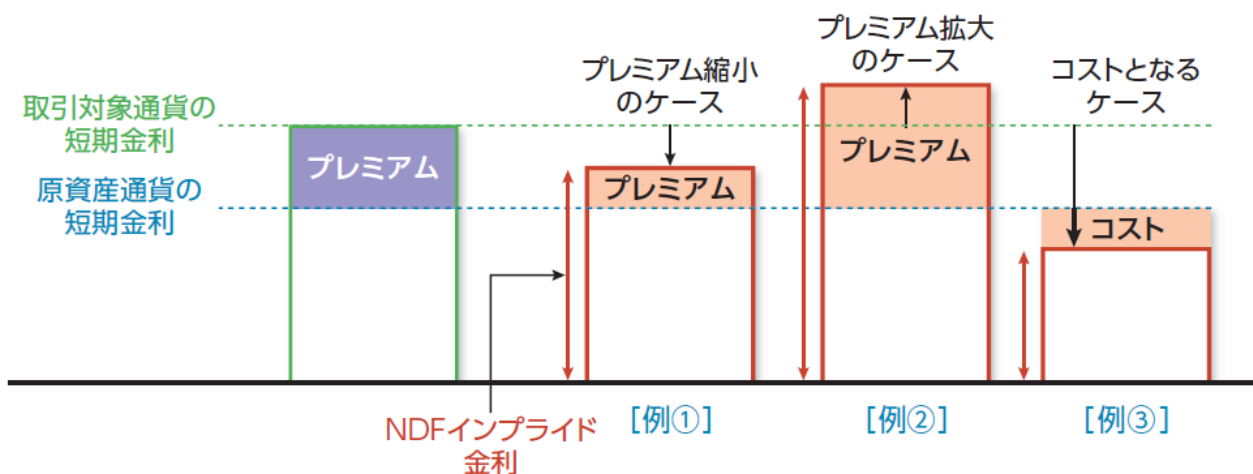 プレミアム縮小
のケース
プレミアム拡大
のケース
コストとなる
ケース
取引対象通貨の
短期金利
原資産通貨の
短期金利
プレミアム
プレミアム
プレミアム
コスト
NDFインプライド
金利
[例①]
[例②]
[例③]